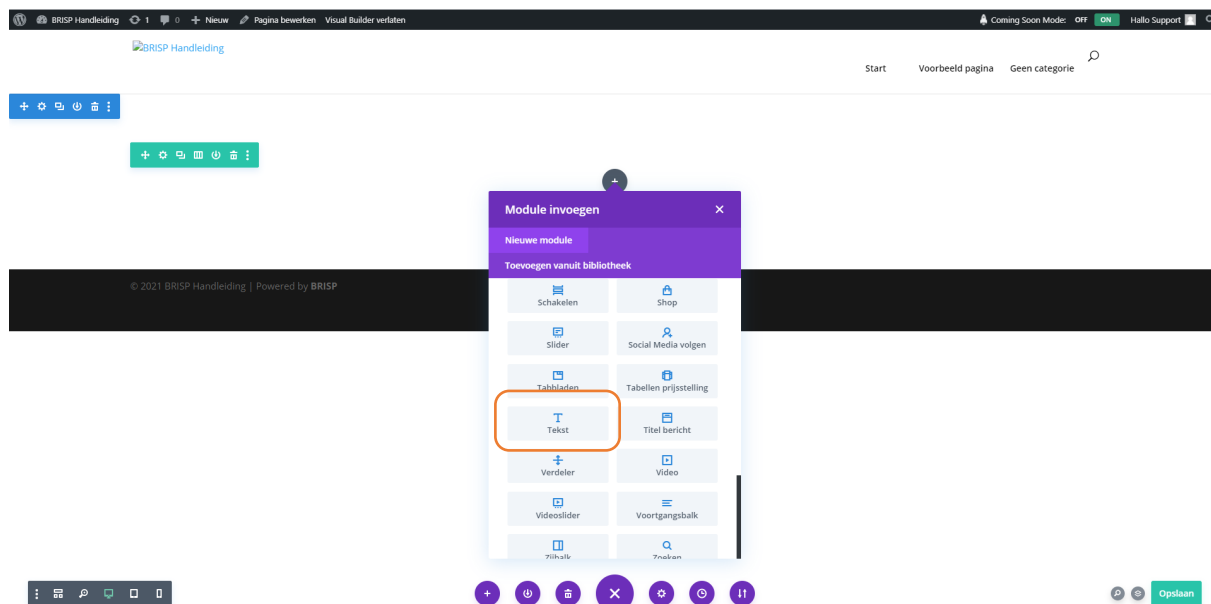 BRISP Handleiding 1 0 + Nieuw Pagina bewerken Visual Builder verlaten Coming Soon Mode: OFF ON Hallo Support
BRISP Handleiding
Start Voorbeeld pagina Geen categorie
Module invoegen
Nieuwe module
Toevoegen vanuit bibliotheek
© 2021 BRISP Handleiding | Powered by BRISP
Schakelen Shop
Slider Social Media volgen
Tabbladen Tabellen prijsstelling
Tekst Titel bericht
Verdeler Video
Videoslider Voortgangsbalk
Zijbalk Zoeken
Opslaan